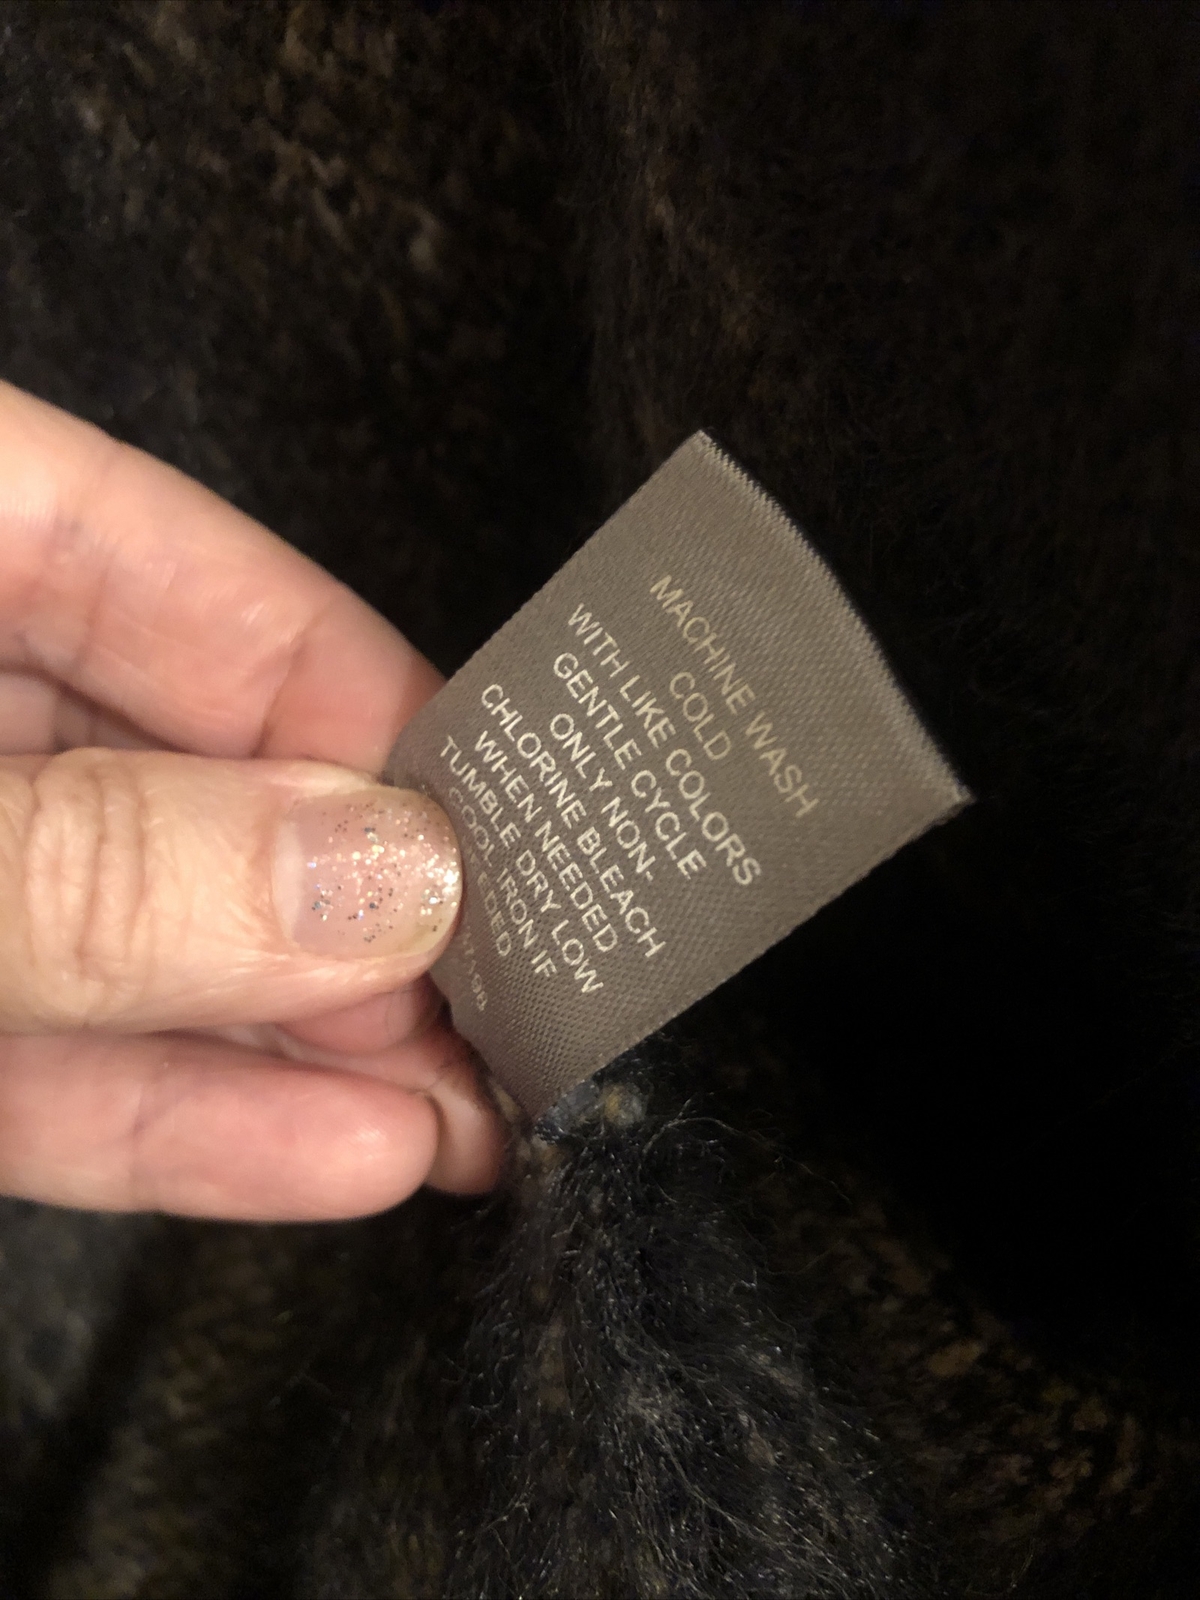 MACHINE WASH
COLD
WITH LIKE COLORS
GENTLE CYCLE
ONLY NON-
CHLORINE BLEACH
WHEN NEEDED
TUMBLE DRY LOW
COOL IRON IF